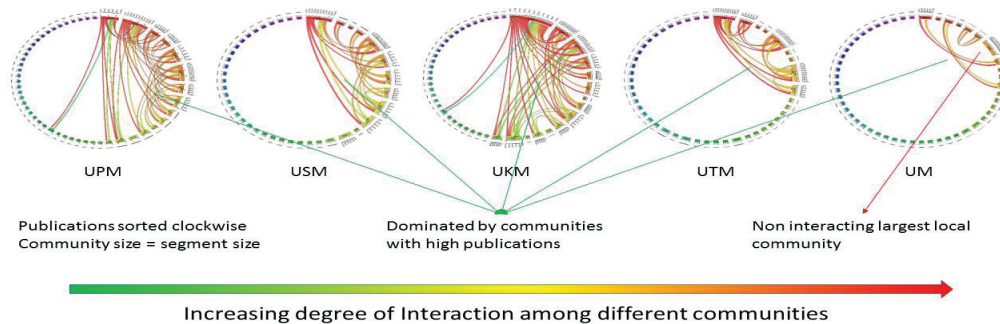 UPM
USM
UKM
UTM
UM
Publications sorted clockwise
Community size = segment size
Dominated by communities
with high publications
Non interacting largest local
community
Increasing degree of Interaction among different communities